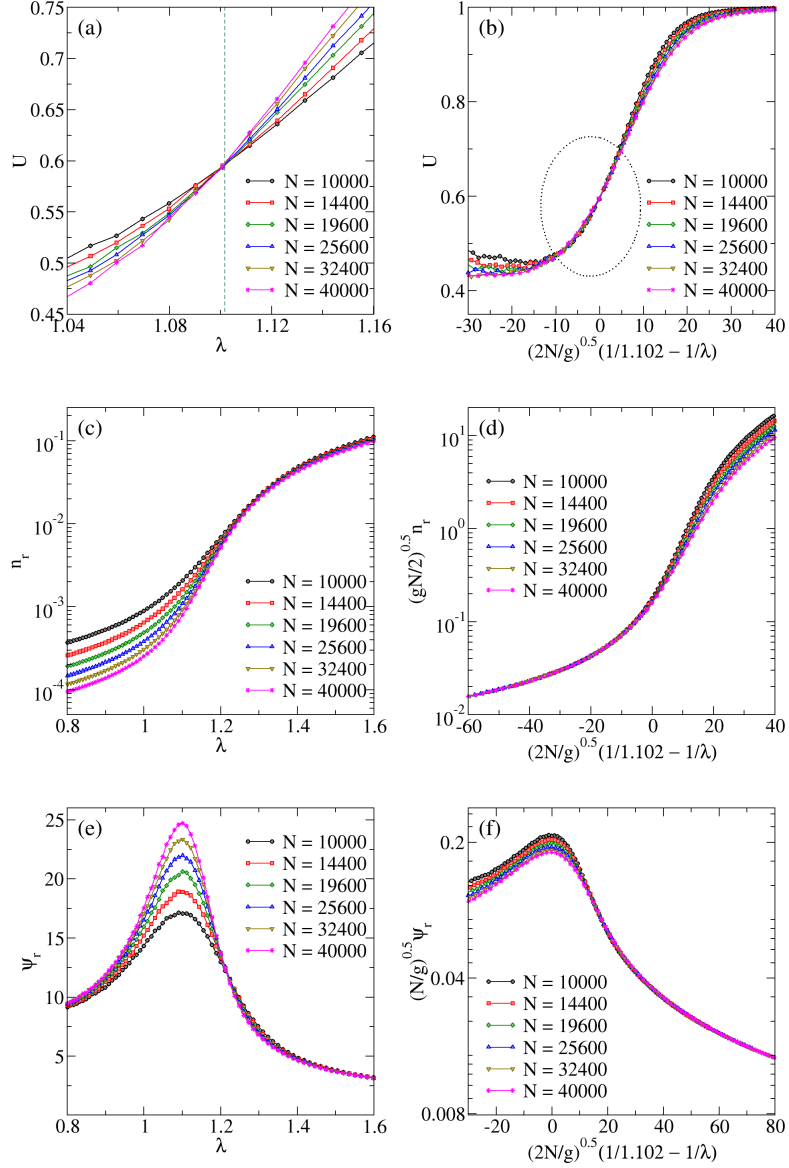 (a)
0.75
0.7
0.65
0.6
0.55
0.5
0.45
U
1.04 1.08 1.12 1.16
λ
N = 10000
N = 14400
N = 19600
N = 25600
N = 32400
N = 40000
(b)
1
0.8
0.6
0.4
U
-30 -20 -10 0 10 20 30 40
(2N/g)^0.5 (1/1.102 − 1/λ)
N = 10000
N = 14400
N = 19600
N = 25600
N = 32400
N = 40000
(c)
10^-1
10^-2
10^-3
10^-4
n_r
0.8 1 1.2 1.4 1.6
λ
N = 10000
N = 14400
N = 19600
N = 25600
N = 32400
N = 40000
(d)
10^1
10^0
10^-1
10^-2
(gN/2)^0.5 n_r
-60 -40 -20 0 20 40
(2N/g)^0.5 (1/1.102 − 1/λ)
N = 10000
N = 14400
N = 19600
N = 25600
N = 32400
N = 40000
(e)
25
20
15
10
5
Ψ_r
0.8 1 1.2 1.4 1.6
λ
N = 10000
N = 14400
N = 19600
N = 25600
N = 32400
N = 40000
(f)
0.2
0.04
0.008
(N/g)^0.5 Ψ_r
-20 0 20 40 60 80
(2N/g)^0.5 (1/1.102 − 1/λ)
N = 10000
N = 14400
N = 19600
N = 25600
N = 32400
N = 40000